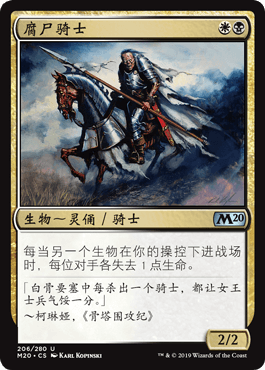 腐尸骑士
M20
生物～灵俑／骑士
每当另一个生物在你的操控下进战场
时，每位对手各失去1点生命。
「白骨要塞中每杀出一个骑士，都让女王
士兵气馁一分。」
～柯琳娅，《骨塔围攻纪》
2/2
206/280 U
M20 • CS KARL KOPINSKI
™ & © 2019 Wizards of the Coast